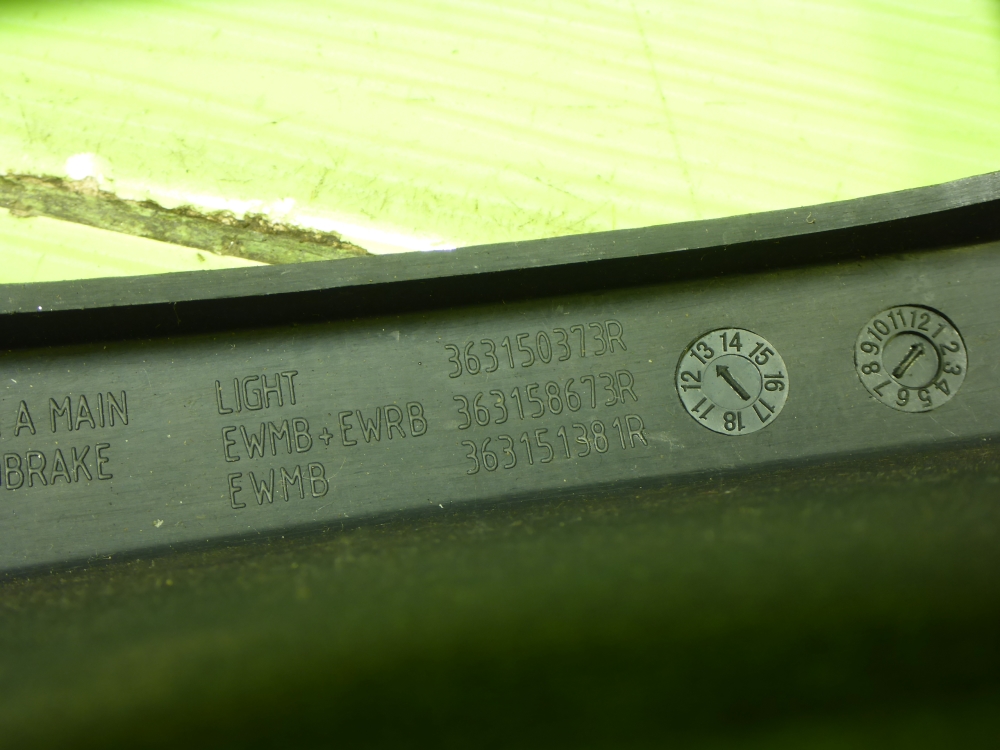 A MAIN LIGHT 363150373R
BRAKE EWMB+EWRB 363158673R
EWMB 363151381R
11 12 13 14 15 16 17 18
1 2 3 4 5 6 7 8 9 10 11 12